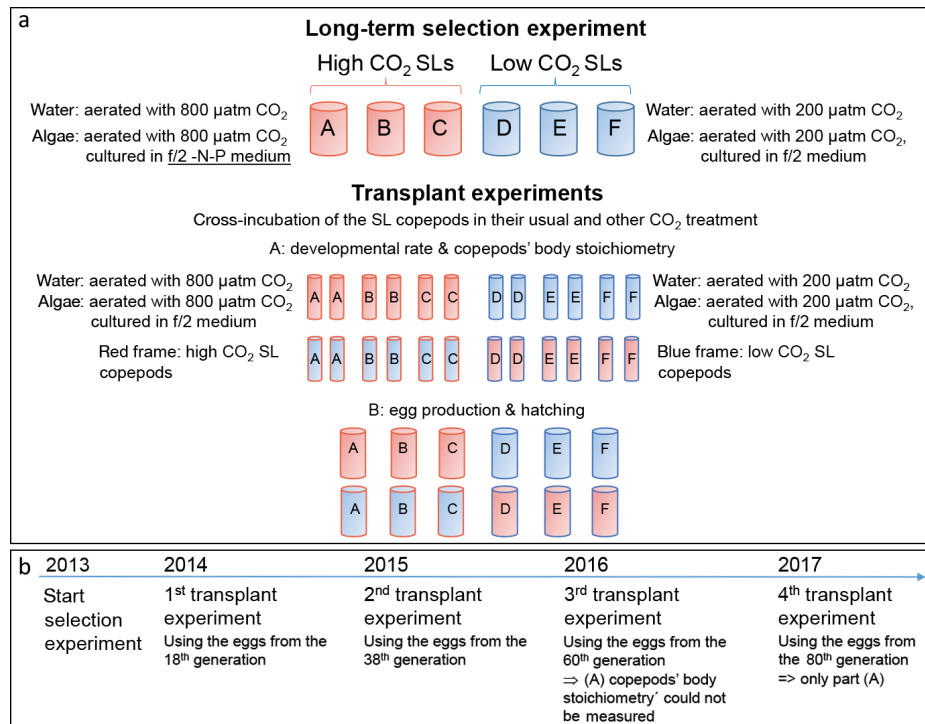 a
Long-term selection experiment
High CO₂ SLs
Low CO₂ SLs
Water: aerated with 800 µatm CO₂
Algae: aerated with 800 µatm CO₂
cultured in f/2 -N-P medium
A B C D E F
Water: aerated with 200 µatm CO₂
Algae: aerated with 200 µatm CO₂,
cultured in f/2 medium
Transplant experiments
Cross-incubation of the SL copepods in their usual and other CO₂ treatment
A: developmental rate & copepods' body stoichiometry
Water: aerated with 800 µatm CO₂
Algae: aerated with 800 µatm CO₂
cultured in f/2 medium
A A B B C C D D E E F F
Water: aerated with 200 µatm CO₂
Algae: aerated with 200 µatm CO₂,
cultured in f/2 medium
Red frame: high CO₂ SL
copepods
A A B B C C D D E E F F
Blue frame: low CO₂ SL
copepods
B: egg production & hatching
A B C D E F
A B C D E F
b
2013
Start
selection
experiment
2014
1st transplant
experiment
Using the eggs from the
18th generation
2015
2nd transplant
experiment
Using the eggs from the
38th generation
2016
3rd transplant
experiment
Using the eggs from the
60th generation
⇒ (A) copepods' body
stoichiometry´ could not
be measured
2017
4th transplant
experiment
Using the eggs from
the 80th generation
=> only part (A)